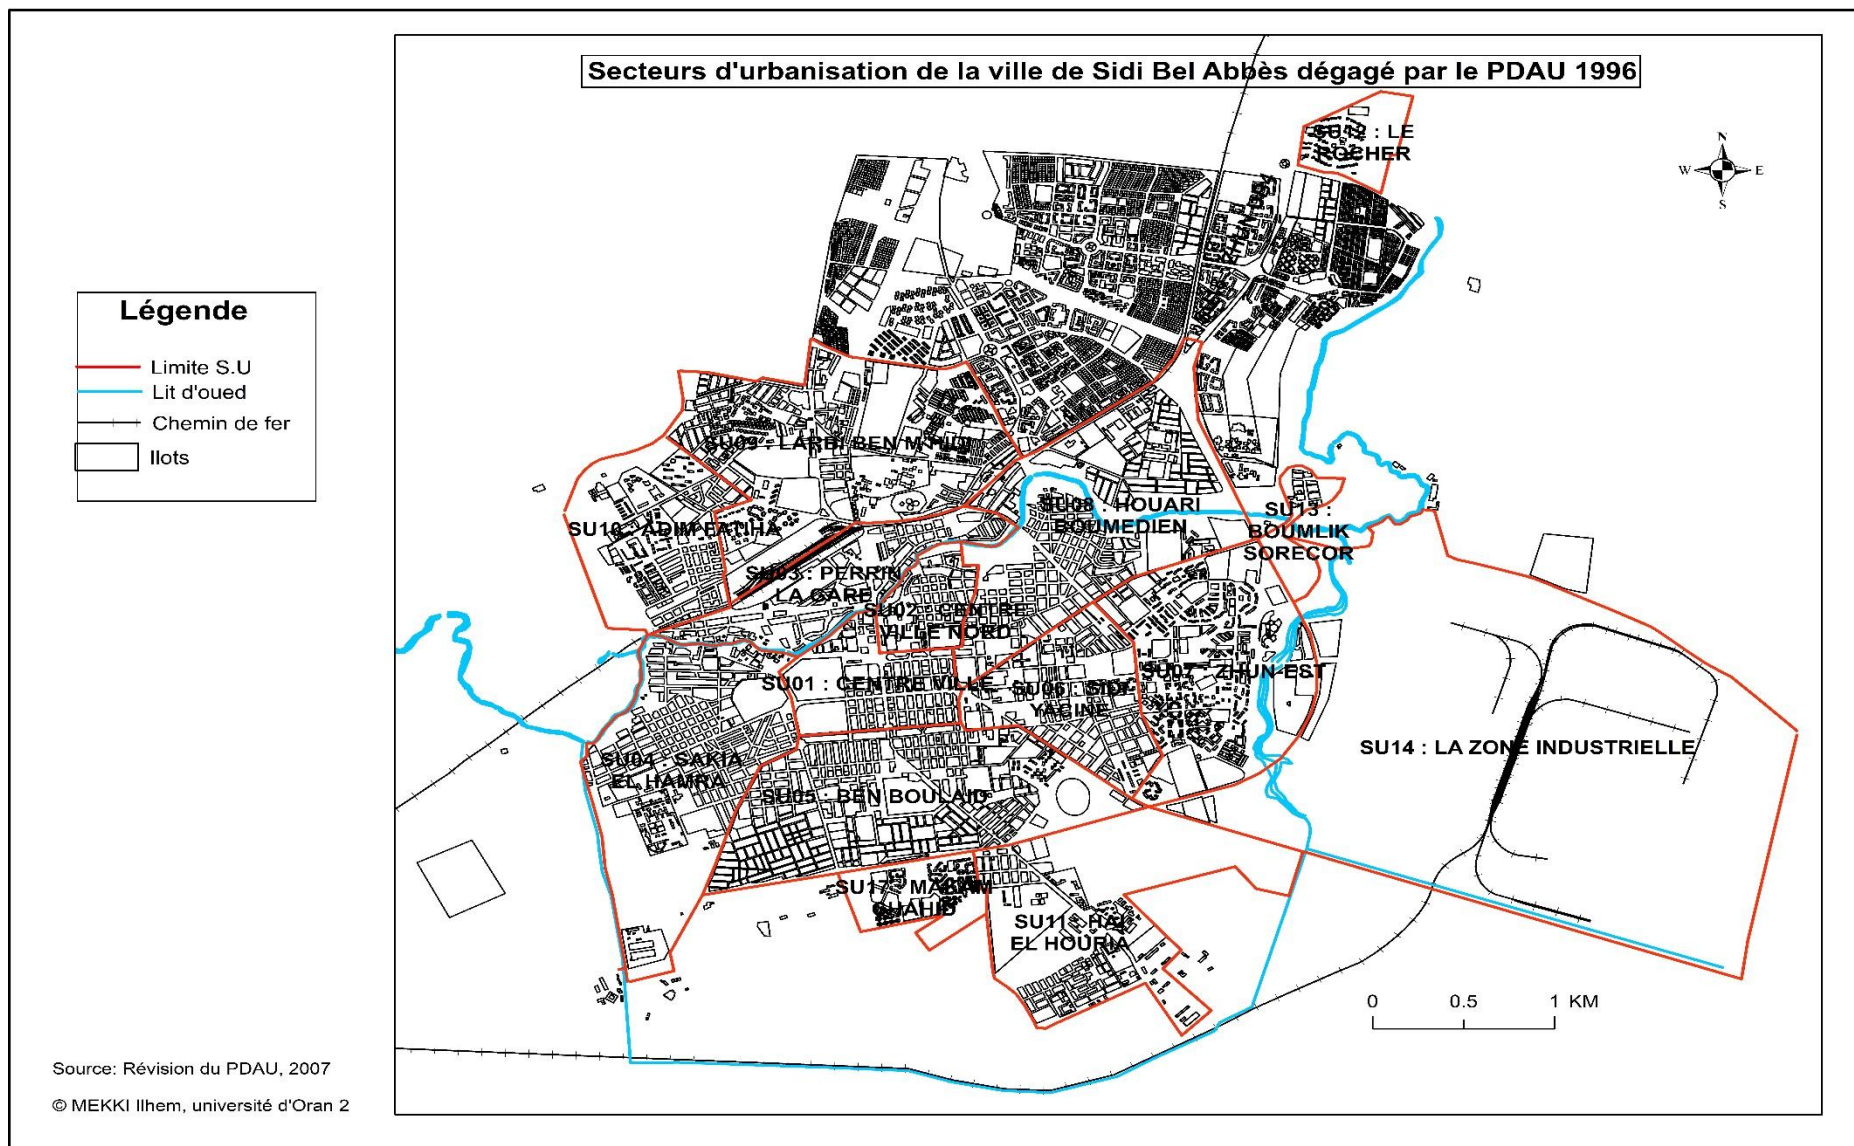 Secteurs d'urbanisation de la ville de Sidi Bel Abbès dégagé par le PDAU 1996
N
W E
S
SU12 : LE
ROCHER
Légende
Limite S.U
Lit d'oued
Chemin de fer
Ilots
SU09 : LARBI BEN M'HIDI
SU10 : ADIM FATIHA
SU08 : HOUARI
BOUMEDIEN
SU13 :
BOUMLIK
SORECOR
SU03 : PERRIN
LA GARE
SU02 : CENTRE
VILLE NORD
SU01 : CENTRE VILLE
SU06 : SIDI
YACINE
SU07 : ZHUN-EST
SU14 : LA ZONE INDUSTRIELLE
SU04 : SAKIA
EL HAMRA
SU05 : BEN BOULAID
SU17 : MAKAM
CHAHID
SU11 : HAI
EL HOURIA
0 0.5 1 KM
Source: Révision du PDAU, 2007
© MEKKI Ilhem, université d'Oran 2